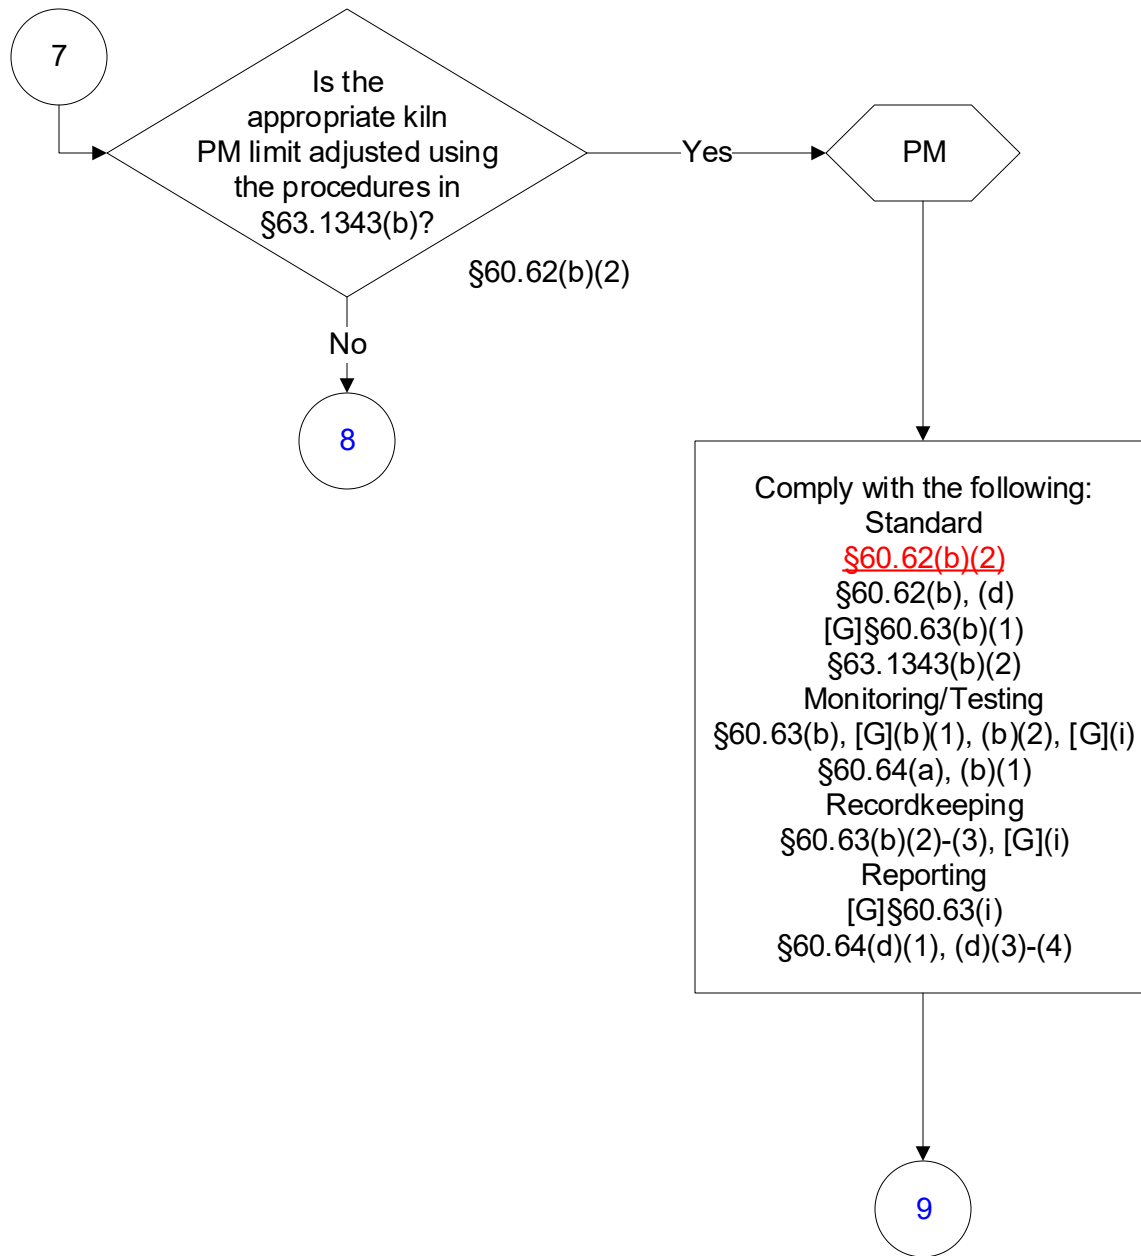 7
Is the
appropriate kiln
PM limit adjusted using
the procedures in
§63.1343(b)?
Yes
PM
§60.62(b)(2)
No
8
Comply with the following:
Standard
§60.62(b)(2)
§60.62(b), (d)
[G]§60.63(b)(1)
§63.1343(b)(2)
Monitoring/Testing
§60.63(b), [G](b)(1), (b)(2), [G](i)
§60.64(a), (b)(1)
Recordkeeping
§60.63(b)(2)-(3), [G](i)
Reporting
[G]§60.63(i)
§60.64(d)(1), (d)(3)-(4)
9